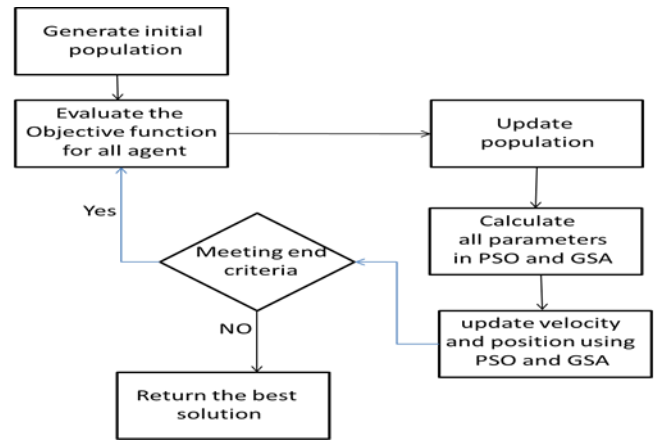 Generate initial
population
Evaluate the
Objective function
for all agent
Update
population
Calculate
all parameters
in PSO and GSA
update velocity
and position using
PSO and GSA
Meeting end
criteria
Yes
NO
Return the best
solution